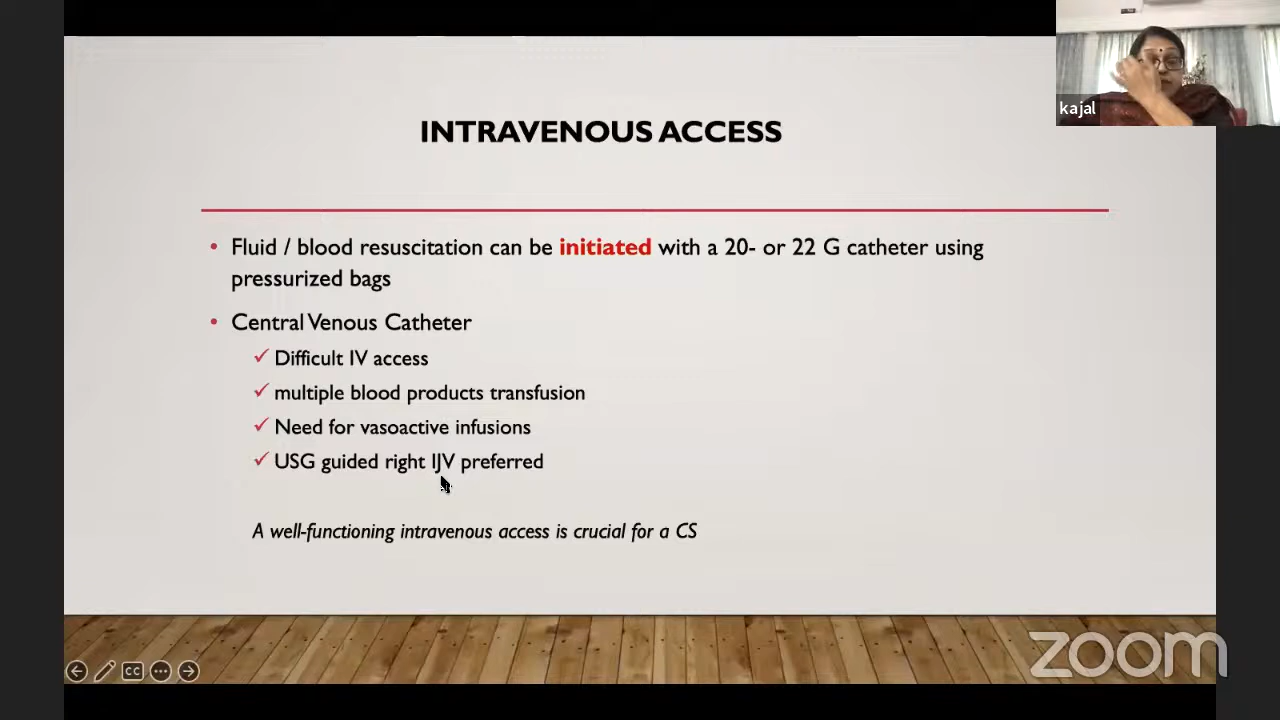 kajal
INTRAVENOUS ACCESS
• Fluid / blood resuscitation can be initiated with a 20- or 22 G catheter using
pressurized bags
• Central Venous Catheter
✓ Difficult IV access
✓ multiple blood products transfusion
✓ Need for vasoactive infusions
✓ USG guided right IJV preferred
A well-functioning intravenous access is crucial for a CS
CC
zoom